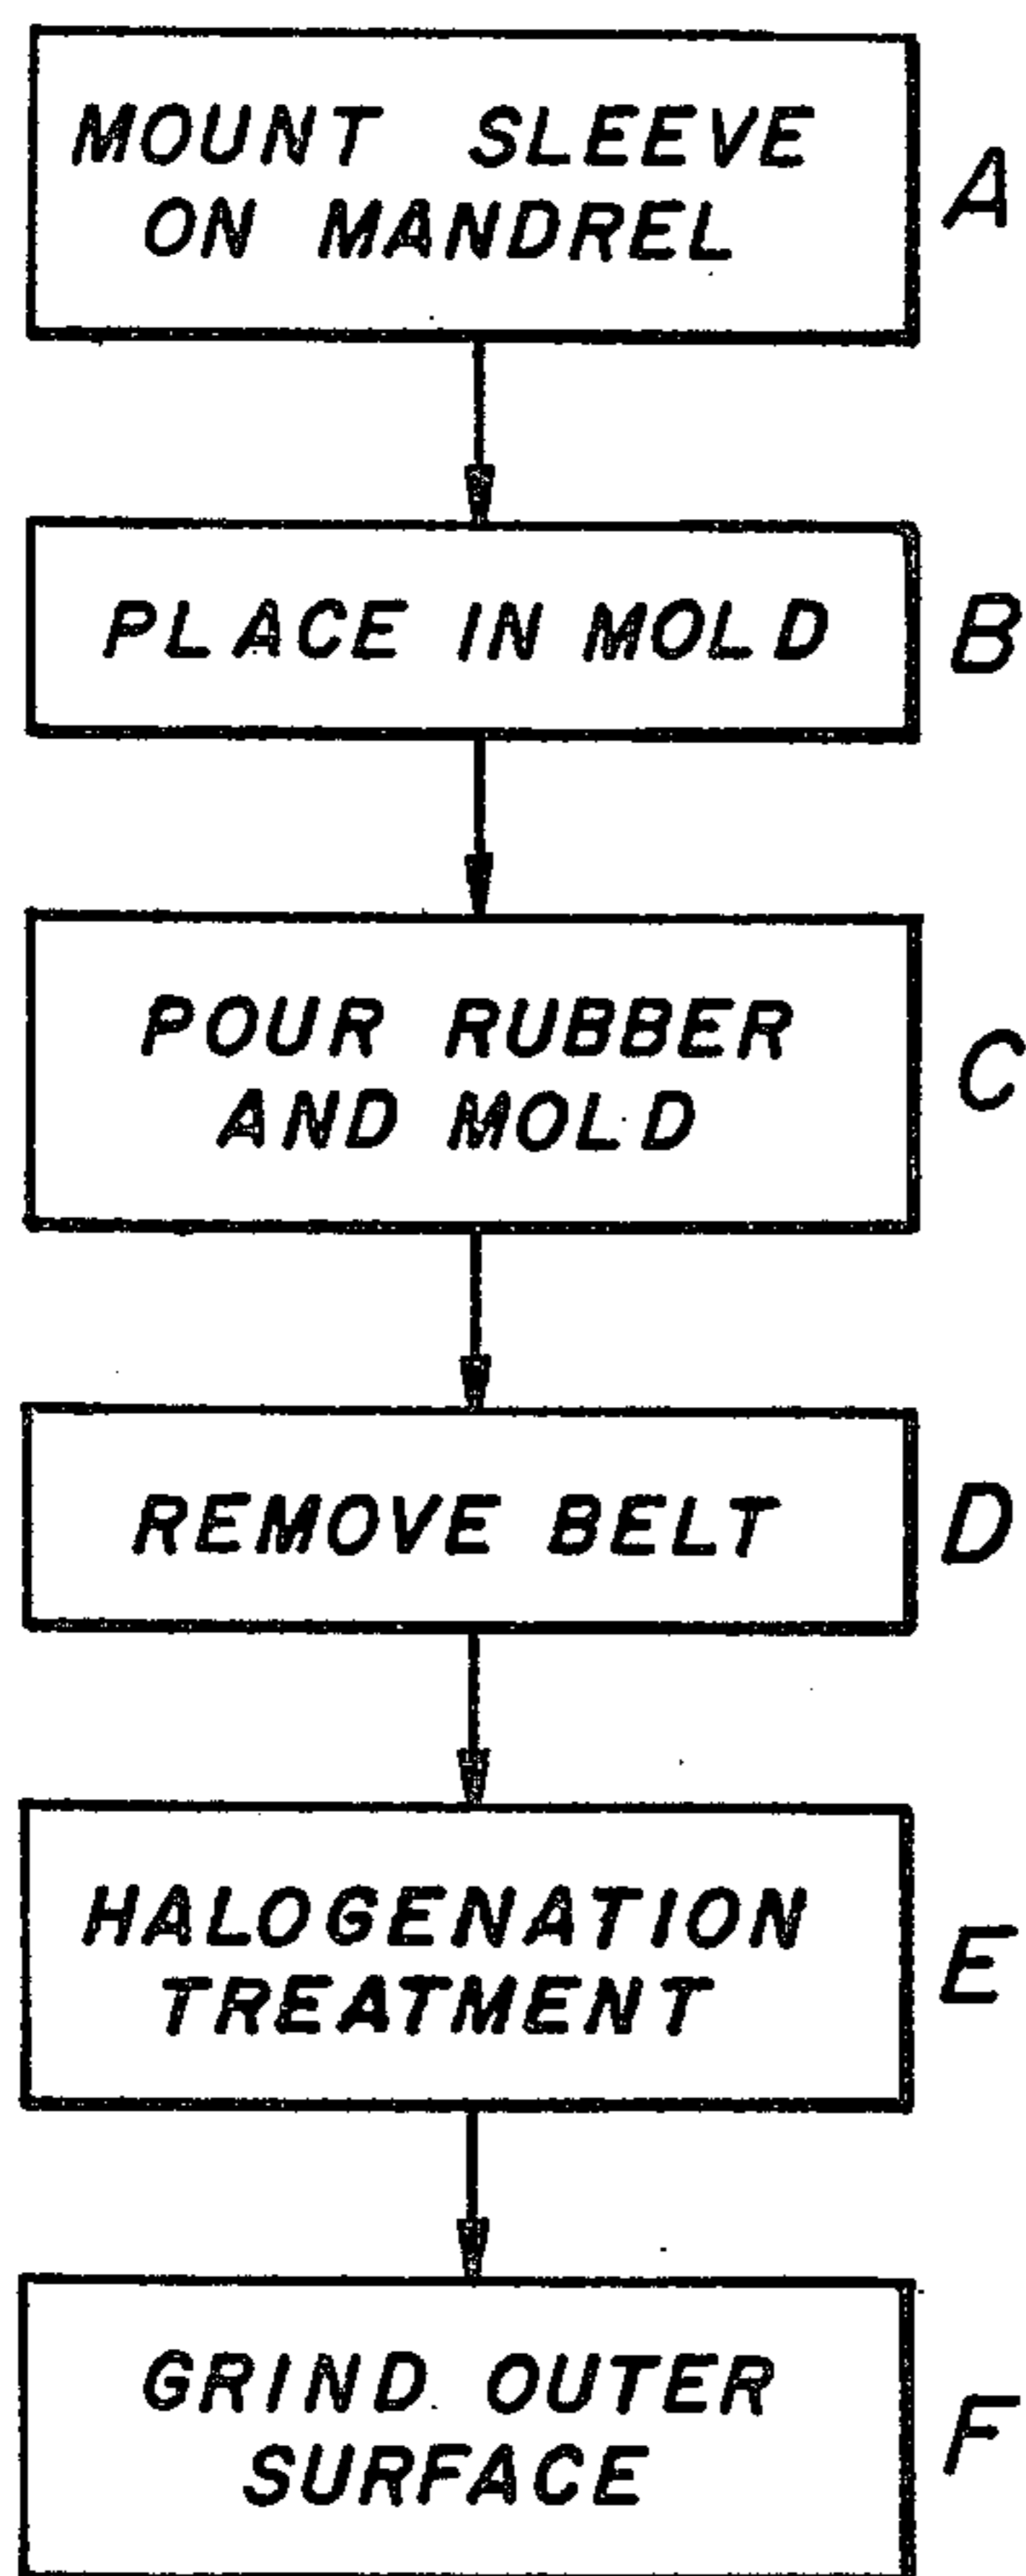 MOUNT SLEEVE
ON MANDREL
A
PLACE IN MOLD
B
POUR RUBBER
AND MOLD
C
REMOVE BELT
D
HALOGENATION
TREATMENT
E
GRIND OUTER
SURFACE
F